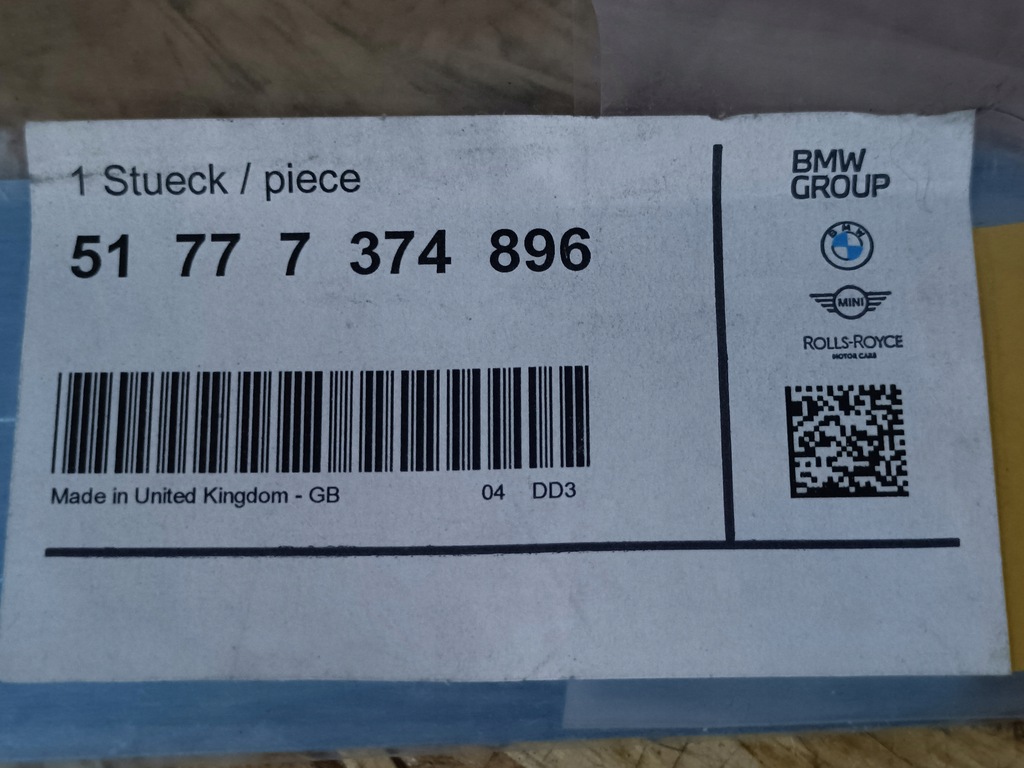 1 Stueck / piece
51 77 7 374 896
Made in United Kingdom - GB 04 DD3
BMW
GROUP
BMW
MINI
ROLLS-ROYCE
MOTOR CARS